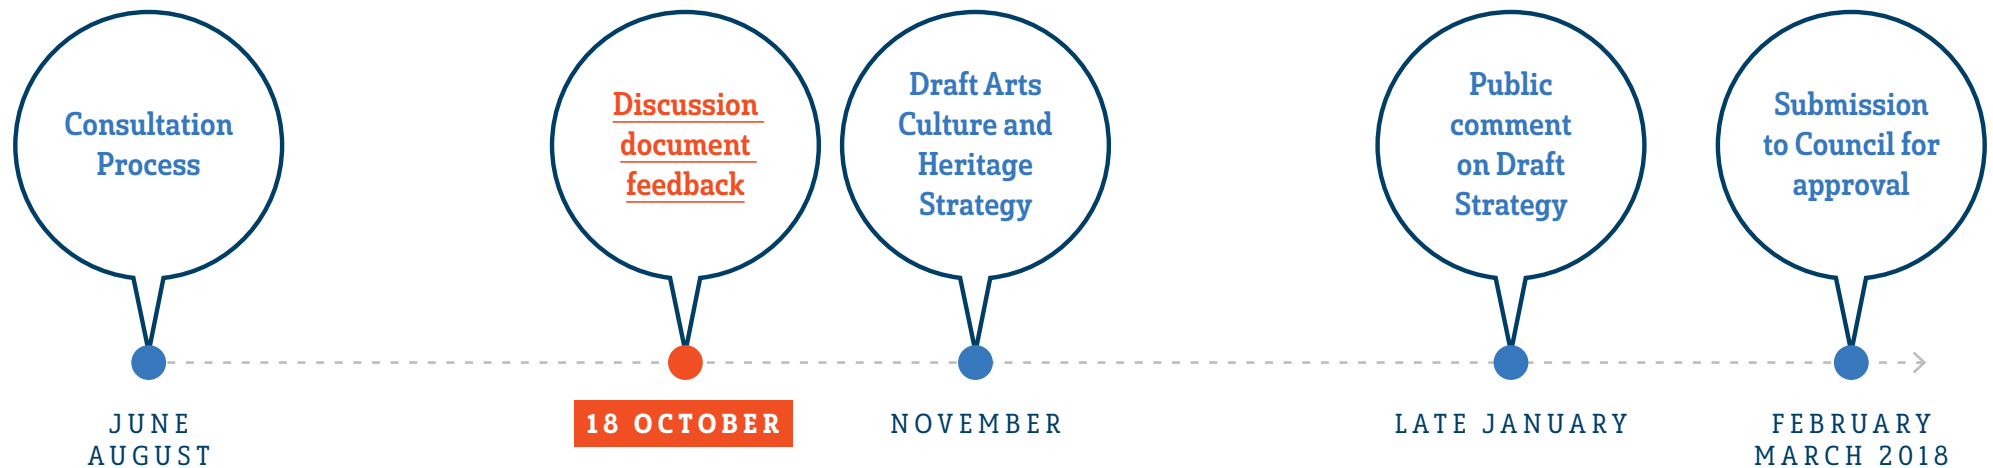 Consultation
Process
Discussion
document
feedback
Draft Arts
Culture and
Heritage
Strategy
Public
comment
on Draft
Strategy
Submission
to Council for
approval
JUNE
AUGUST
18 OCTOBER
NOVEMBER
LATE JANUARY
FEBRUARY
MARCH 2018